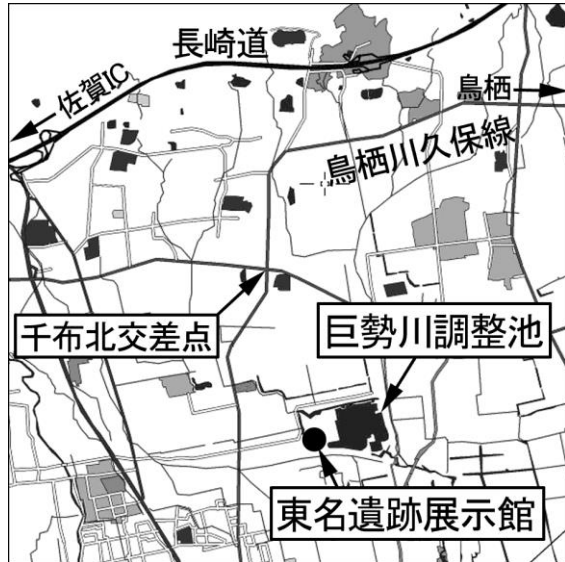 長崎道
佐賀IC
鳥栖
鳥栖川久保線
千布北交差点
巨勢川調整池
東名遺跡展示館